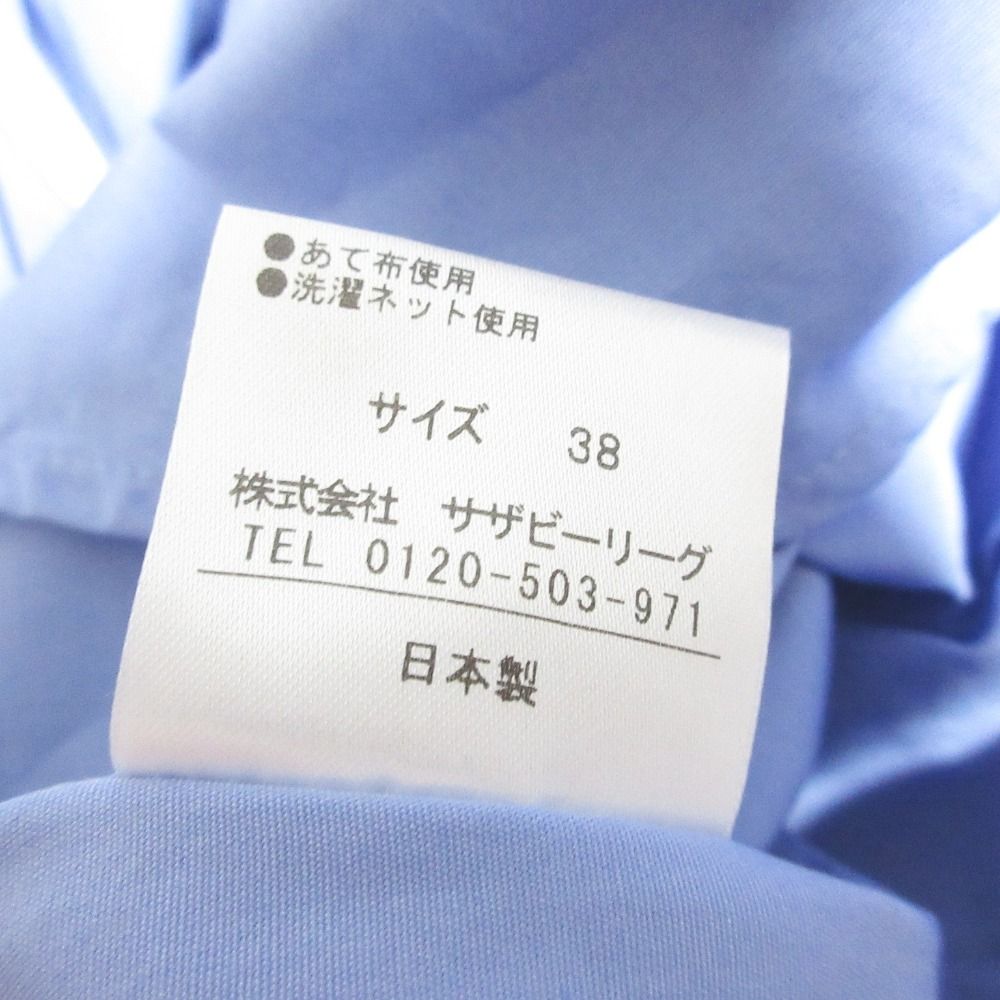 ●あて布使用
●洗濯ネット使用
サイズ 38
株式会社 サザビーリーグ
TEL 0120-503-971
日本製